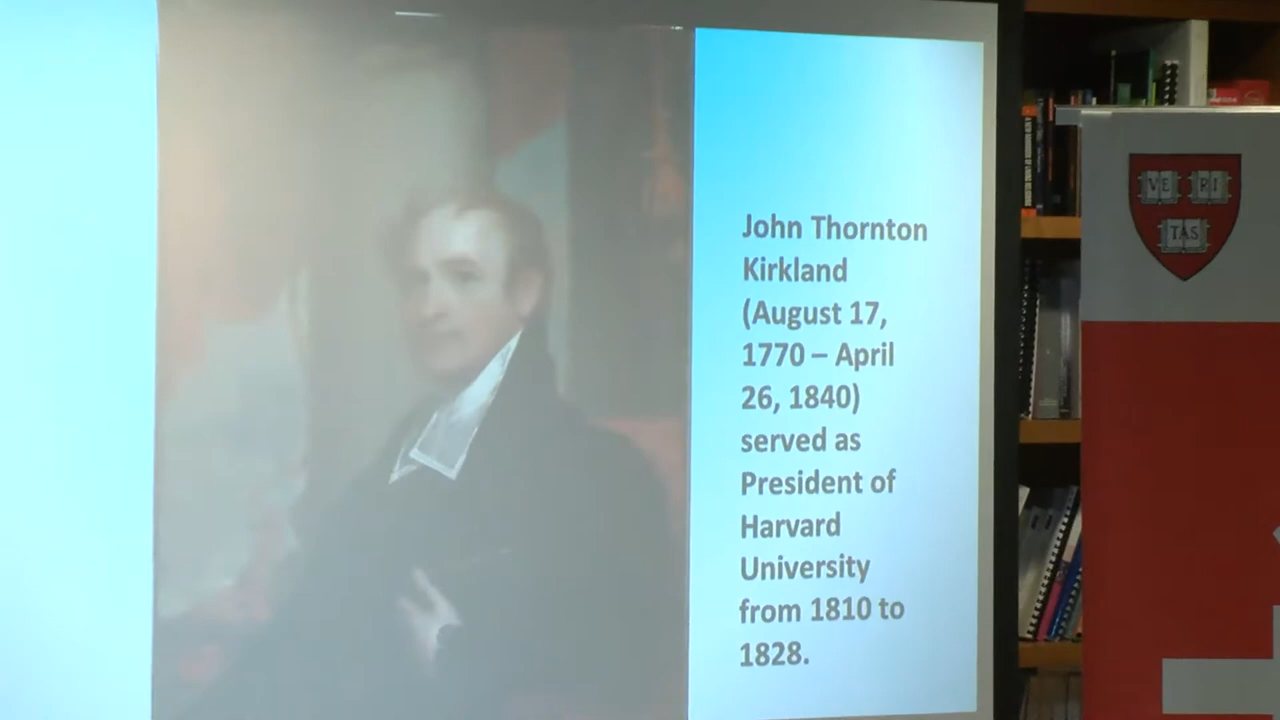 John Thornton
Kirkland
(August 17,
1770 – April
26, 1840)
served as
President of
Harvard
University
from 1810 to
1828.
VE RI
TAS